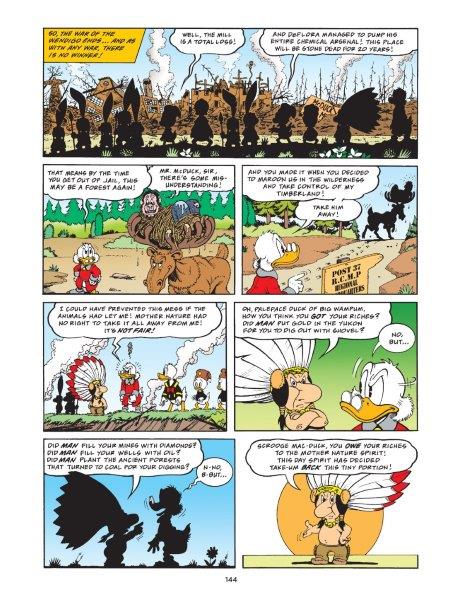 SO, THE WAR OF THE
WENDIGO ENDS... AND AS
WITH ANY WAR, THERE
IS NO WINNER!
WELL, THE MILL
IS A TOTAL LOSS!
AND DEFLORA MANAGED TO DUMP HIS
ENTIRE CHEMICAL ARSENAL! THIS PLACE
WILL BE STONE DEAD FOR 20 YEARS!
THAT MEANS BY THE TIME
YOU GET OUT OF JAIL, THIS
MAY BE A FOREST AGAIN!
MR. McDUCK, SIR,
THERE'S SOME MIS-
UNDERSTANDING!
AND YOU MADE IT WHEN YOU DECIDED
TO MAROON US IN THE WILDERNESS
AND TAKE CONTROL OF MY
TIMBERLAND!
TAKE HIM
AWAY!
POST 37
R.C.M.P.
REGIONAL
I COULD HAVE PREVENTED THIS MESS IF THE
ANIMALS HAD LET ME! MOTHER NATURE HAD
NO RIGHT TO TAKE IT ALL AWAY FROM ME!
IT'S NOT FAIR!
OH, PALEFACE DUCK OF BIG WAMPUM,
HOW YOU THINK YOU GOT YOUR RICHES?
DID MAN PUT GOLD IN THE YUKON
FOR YOU TO DIG OUT WITH SHOVEL?
NO,
BUT...
DID MAN FILL YOUR MINES WITH DIAMONDS?
DID MAN FILL YOUR WELLS WITH OIL?
DID MAN PLANT THE ANCIENT FORESTS
THAT TURNED TO COAL FOR YOUR DIGGING?
N-NO,
B-BUT...
SCROOGE MAC-DUCK, YOU OWE YOUR RICHES
TO THE MOTHER NATURE SPIRIT!
THIS DAY SPIRIT HAS DECIDED
TAKE-UM BACK THIS TINY PORTION!
144